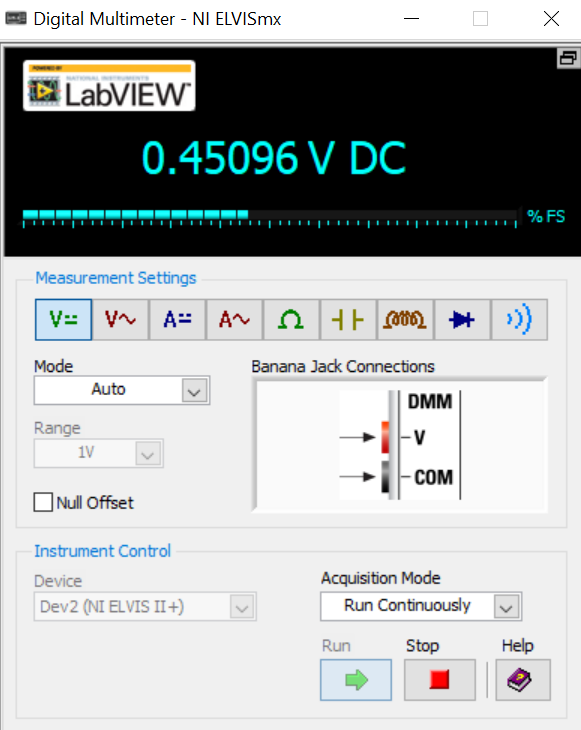 Digital Multimeter - NI ELVISmx
POWERED BY
NATIONAL INSTRUMENTS
LabVIEW™
0.45096 V DC
% FS
Measurement Settings
V V A A Ω
Mode
Auto
Banana Jack Connections
DMM
V
COM
Range
1V
Null Offset
Instrument Control
Device
Dev2 (NI ELVIS II+)
Acquisition Mode
Run Continuously
Run Stop Help